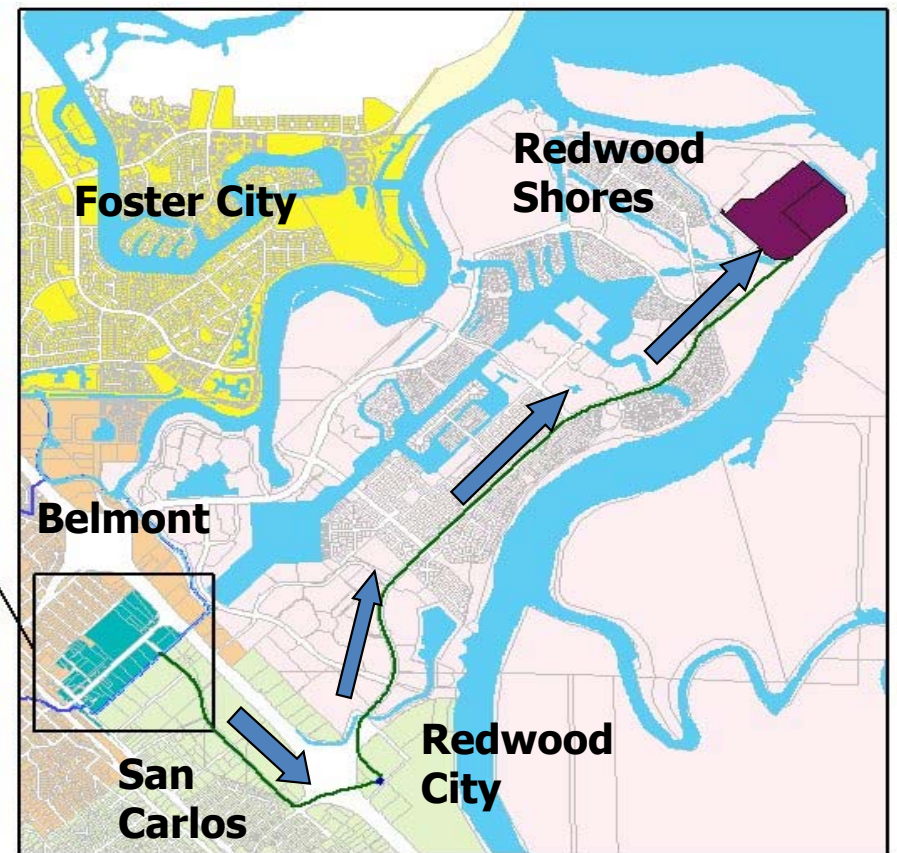 Redwood
Shores
Foster City
Belmont
Redwood
City
San
Carlos